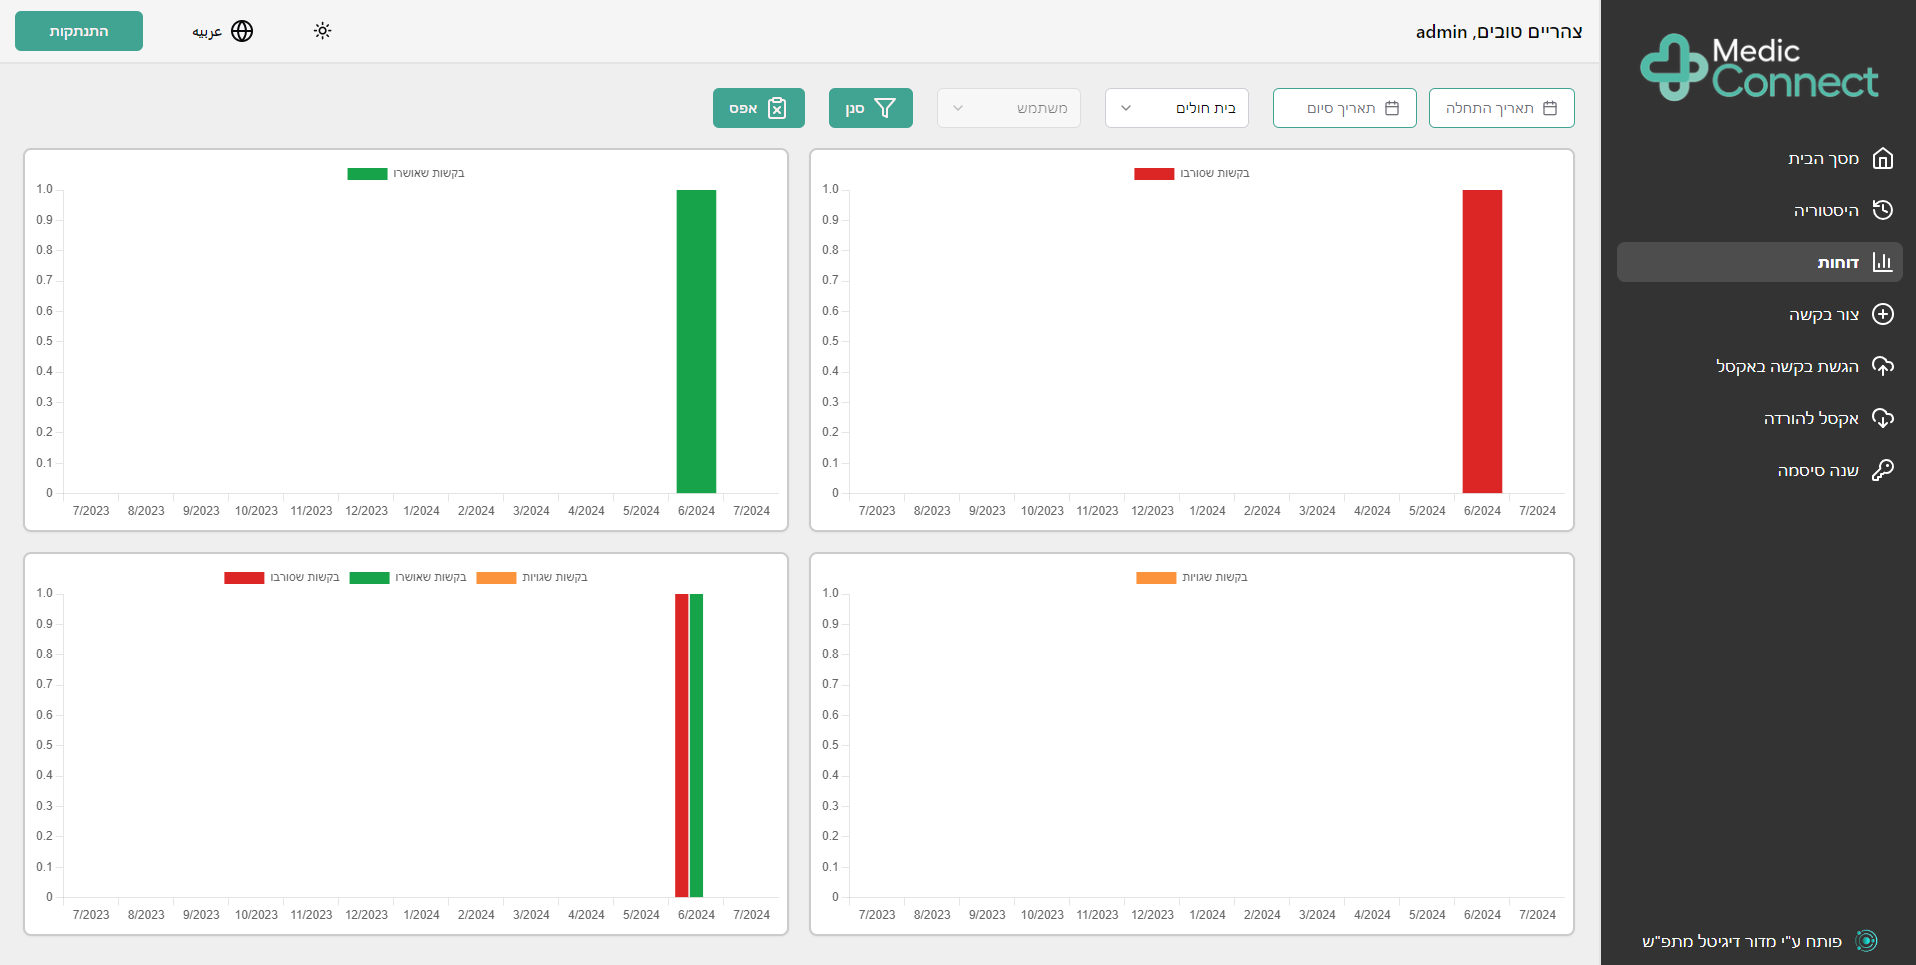 Medic
Connect
מסך הבית
היסטוריה
דוחות
צור בקשה
הגשת בקשה באקסל
אקסל להורדה
שנה סיסמה
פותח ע"י מדור דיגיטל מתפ"ש
צהריים טובים, admin
عربيه
התנתקות
תאריך התחלה
תאריך סיום
בית חולים
משתמש
סנן
אפס
בקשות שסורבו
1.0
0.9
0.8
0.7
0.6
0.5
0.4
0.3
0.2
0.1
0
7/2023 8/2023 9/2023 10/2023 11/2023 12/2023 1/2024 2/2024 3/2024 4/2024 5/2024 6/2024 7/2024
בקשות שאושרו
1.0
0.9
0.8
0.7
0.6
0.5
0.4
0.3
0.2
0.1
0
7/2023 8/2023 9/2023 10/2023 11/2023 12/2023 1/2024 2/2024 3/2024 4/2024 5/2024 6/2024 7/2024
בקשות שגויות
1.0
0.9
0.8
0.7
0.6
0.5
0.4
0.3
0.2
0.1
0
7/2023 8/2023 9/2023 10/2023 11/2023 12/2023 1/2024 2/2024 3/2024 4/2024 5/2024 6/2024 7/2024
בקשות שגויות בקשות שאושרו בקשות שסורבו
1.0
0.9
0.8
0.7
0.6
0.5
0.4
0.3
0.2
0.1
0
7/2023 8/2023 9/2023 10/2023 11/2023 12/2023 1/2024 2/2024 3/2024 4/2024 5/2024 6/2024 7/2024